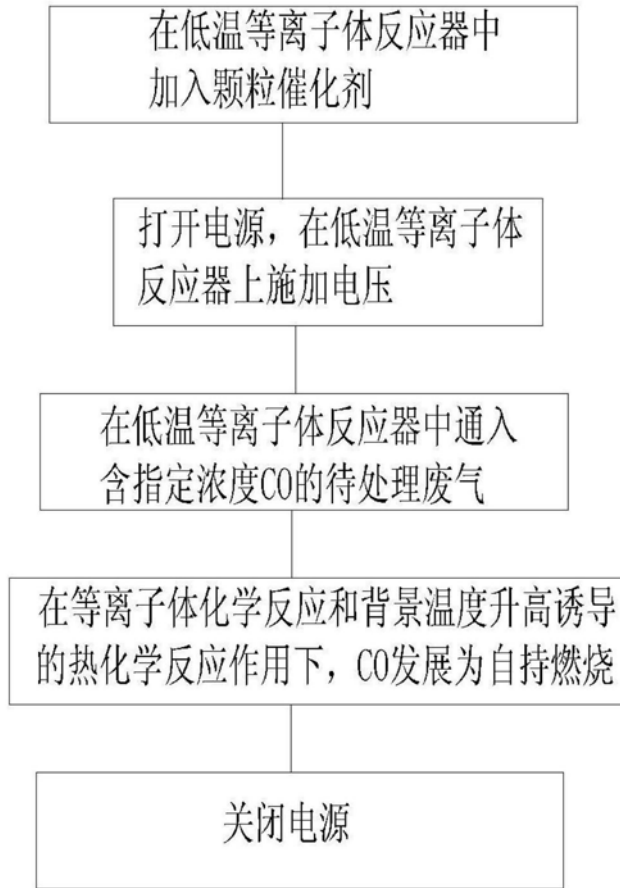 在低温等离子体反应器中
加入颗粒催化剂
打开电源，在低温等离子体
反应器上施加电压
在低温等离子体反应器中通入
含指定浓度CO的待处理废气
在等离子体化学反应和背景温度升高诱导
的热化学反应作用下，CO发展为自持燃烧
关闭电源